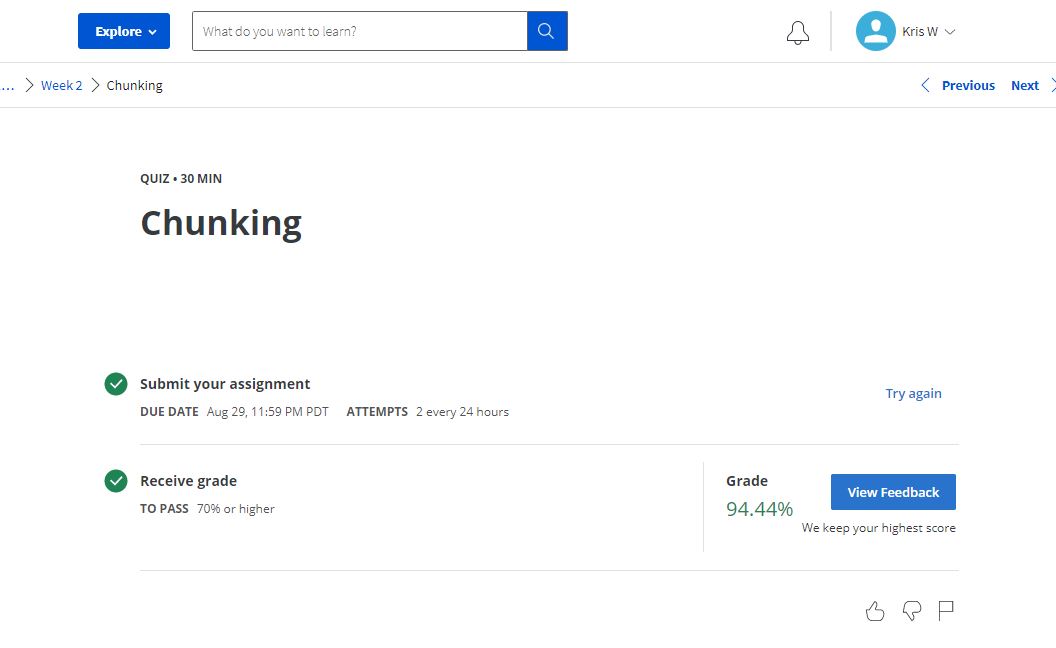 Explore
What do you want to learn?
Kris W
... Week 2 Chunking Previous Next
QUIZ • 30 MIN
Chunking
Submit your assignment
Try again
DUE DATE Aug 29, 11:59 PM PDT ATTEMPTS 2 every 24 hours
Receive grade
TO PASS 70% or higher
Grade
94.44%
View Feedback
We keep your highest score